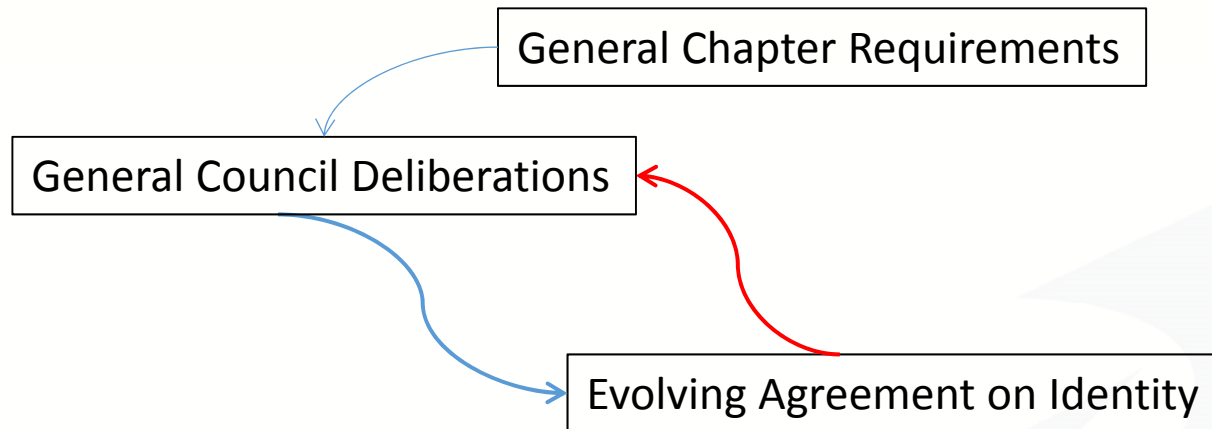 General Chapter Requirements
General Council Deliberations
Evolving Agreement on Identity